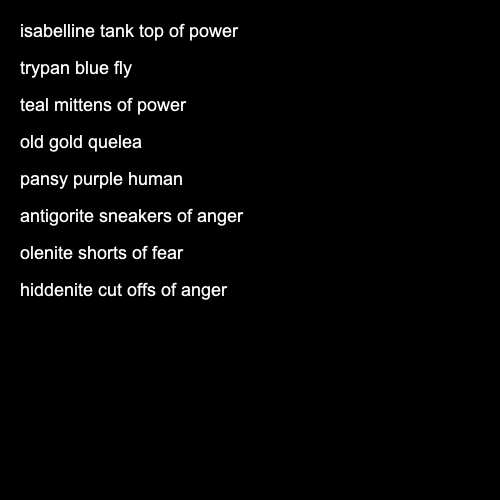 isabelline tank top of power
trypan blue fly
teal mittens of power
old gold quelea
pansy purple human
antigorite sneakers of anger
olenite shorts of fear
hiddenite cut offs of anger